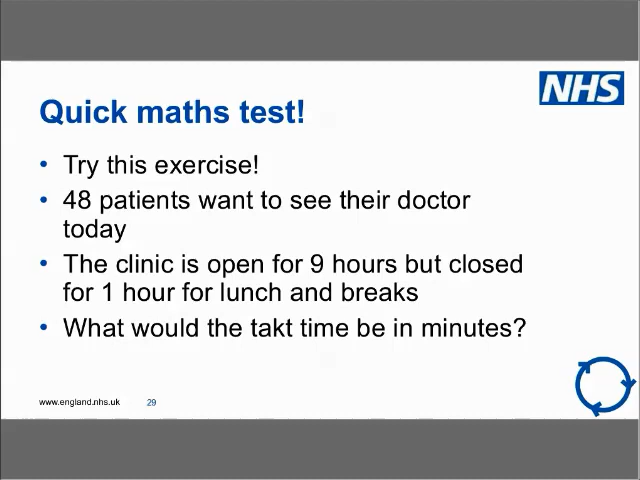 NHS
Quick maths test!
• Try this exercise!
• 48 patients want to see their doctor
today
• The clinic is open for 9 hours but closed
for 1 hour for lunch and breaks
• What would the takt time be in minutes?
www.england.nhs.uk 29